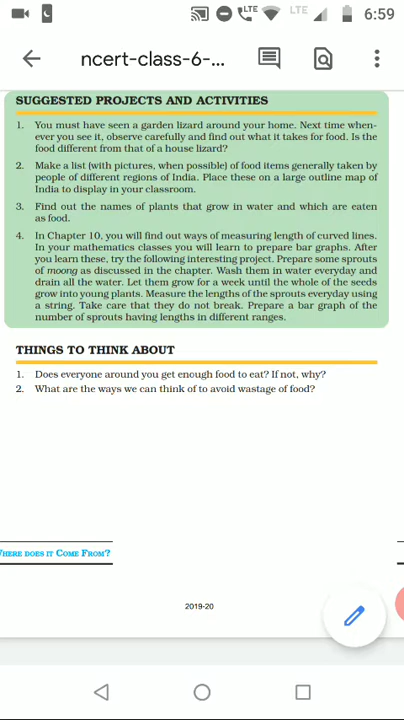 LTE LTE 6:59
ncert-class-6-...
SUGGESTED PROJECTS AND ACTIVITIES
1. You must have seen a garden lizard around your home. Next time when-
ever you see it, observe carefully and find out what it takes for food. Is the
food different from that of a house lizard?
2. Make a list (with pictures, when possible) of food items generally taken by
people of different regions of India. Place these on a large outline map of
India to display in your classroom.
3. Find out the names of plants that grow in water and which are eaten
as food.
4. In Chapter 10, you will find out ways of measuring length of curved lines.
In your mathematics classes you will learn to prepare bar graphs. After
you learn these, try the following interesting project. Prepare some sprouts
of moong as discussed in the chapter. Wash them in water everyday and
drain all the water. Let them grow for a week until the whole of the seeds
grow into young plants. Measure the lengths of the sprouts everyday using
a string. Take care that they do not break. Prepare a bar graph of the
number of sprouts having lengths in different ranges.
THINGS TO THINK ABOUT
1. Does everyone around you get enough food to eat? If not, why?
2. What are the ways we can think of to avoid wastage of food?
HERE DOES IT COME FROM?
2019-20